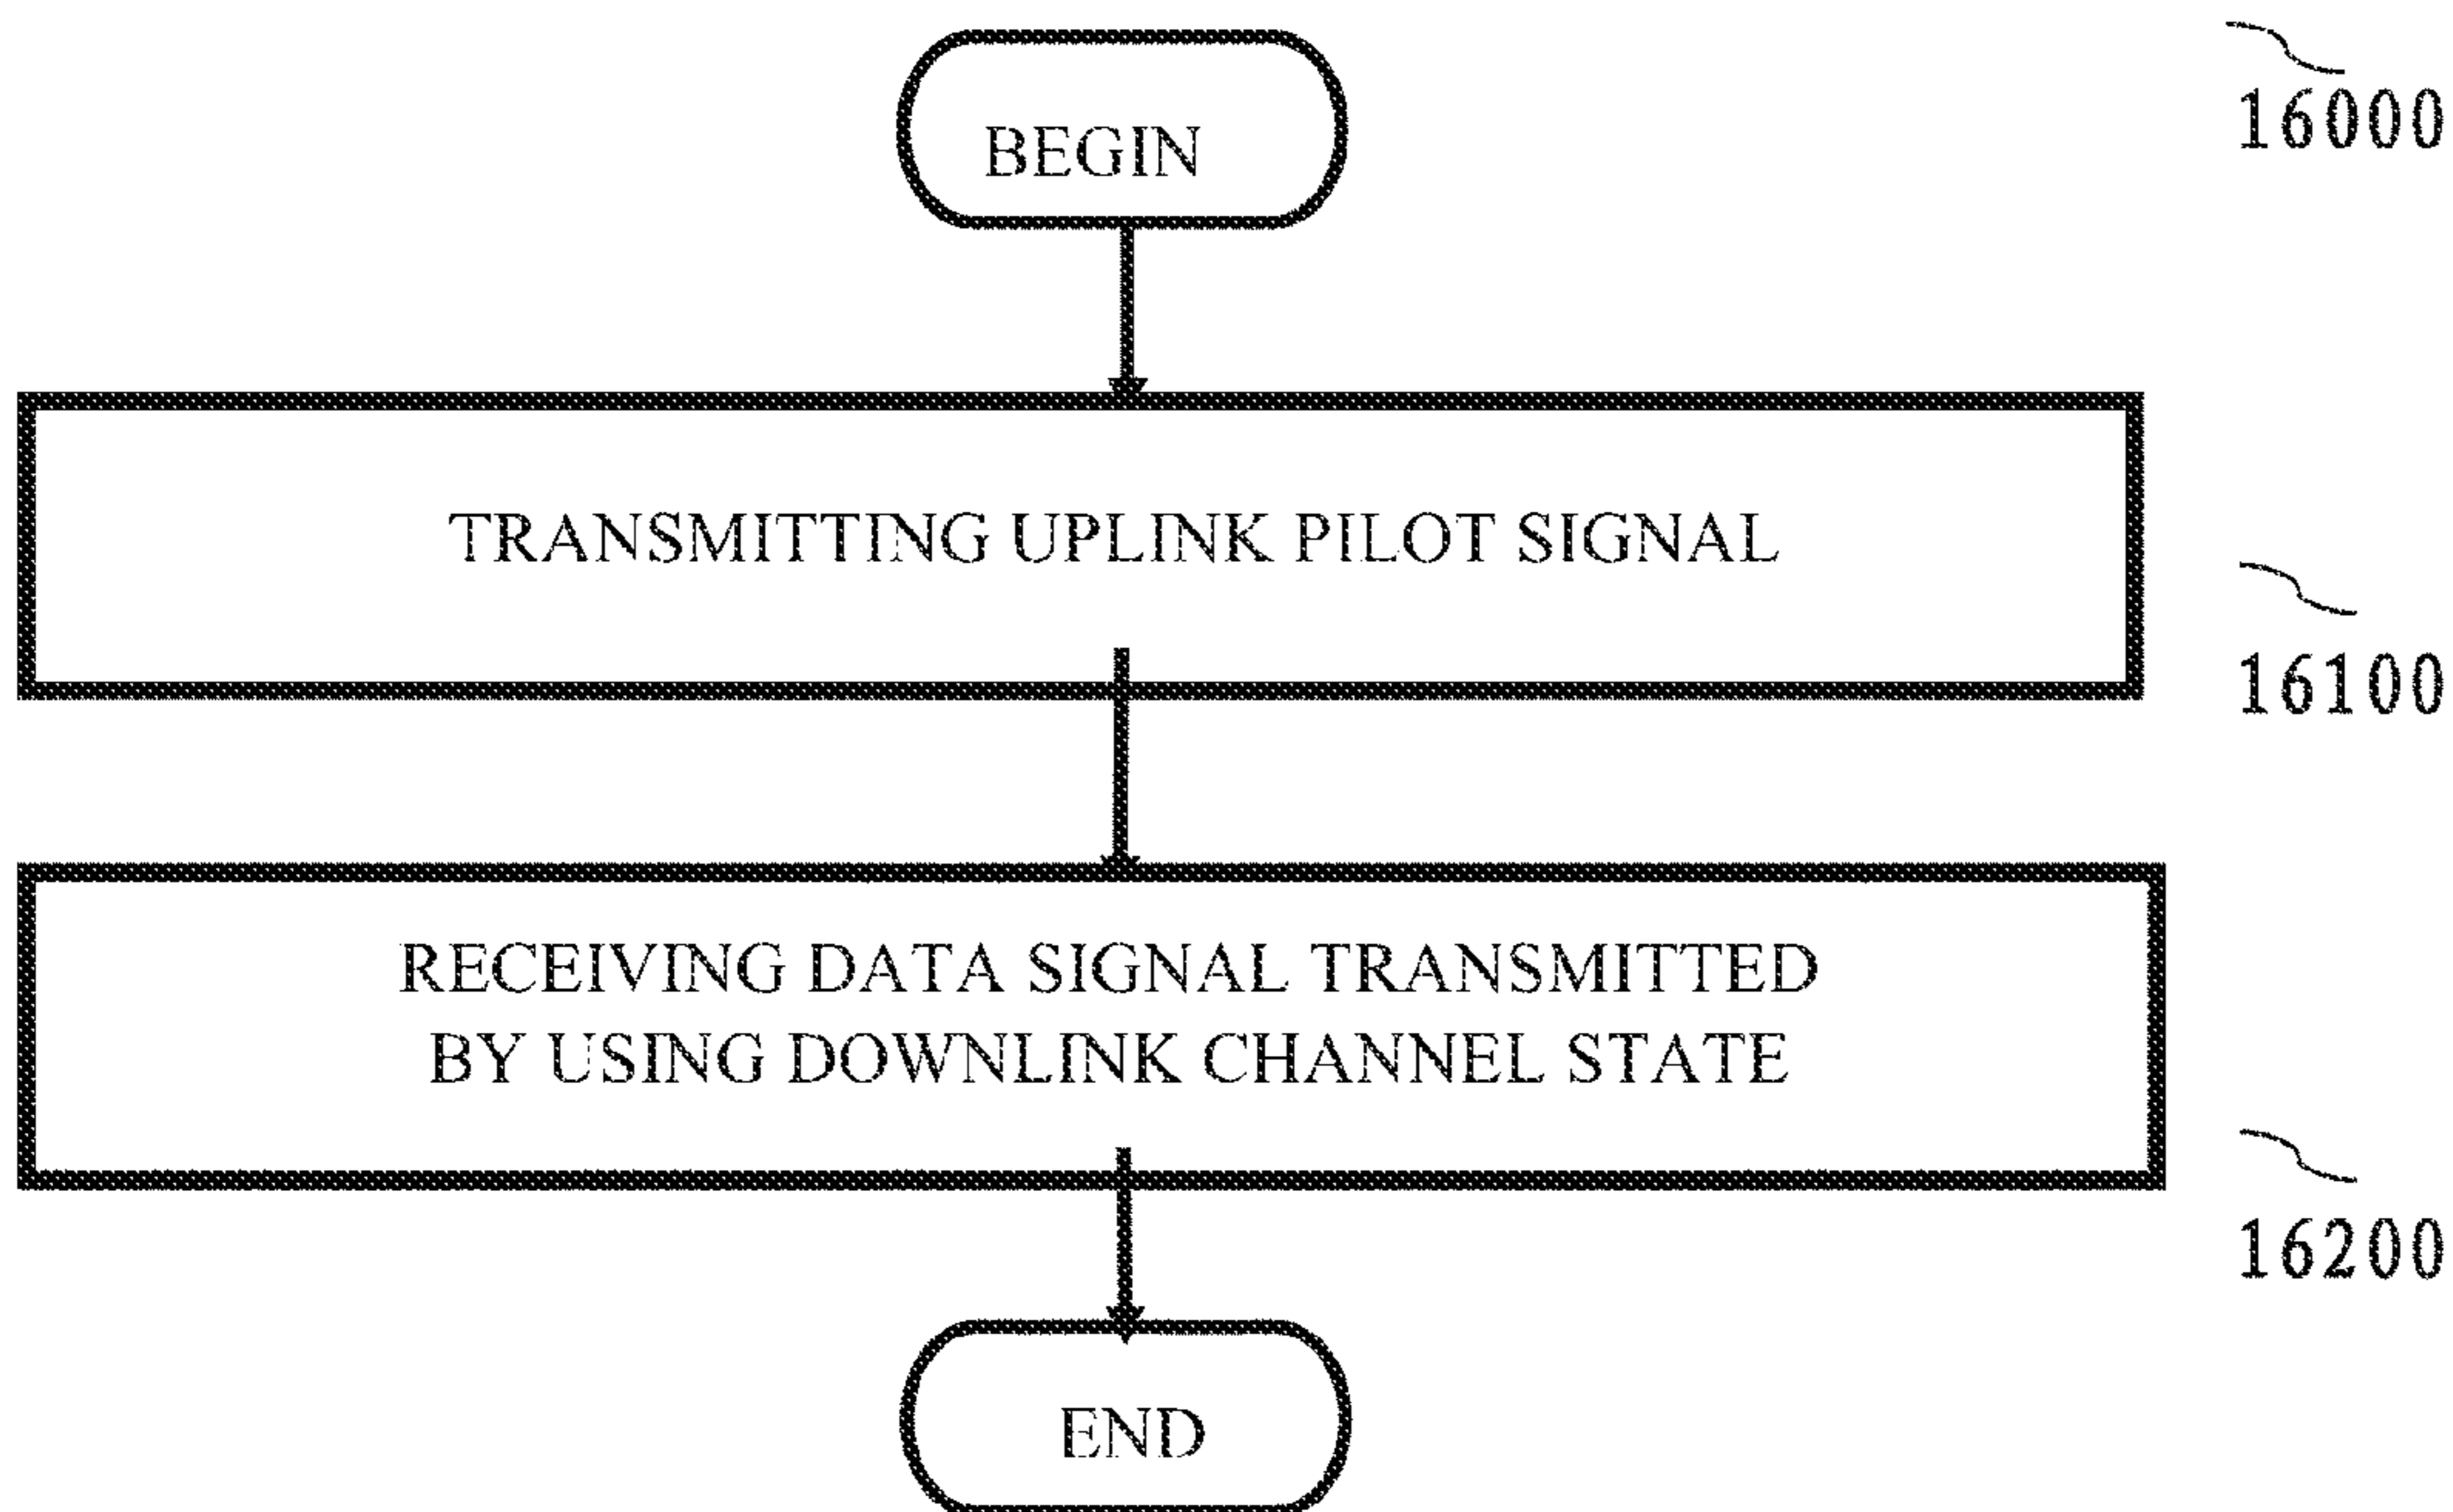 BEGIN
16000
TRANSMITTING UPLINK PILOT SIGNAL
16100
RECEIVING DATA SIGNAL TRANSMITTED
BY USING DOWNLINK CHANNEL STATE
16200
END